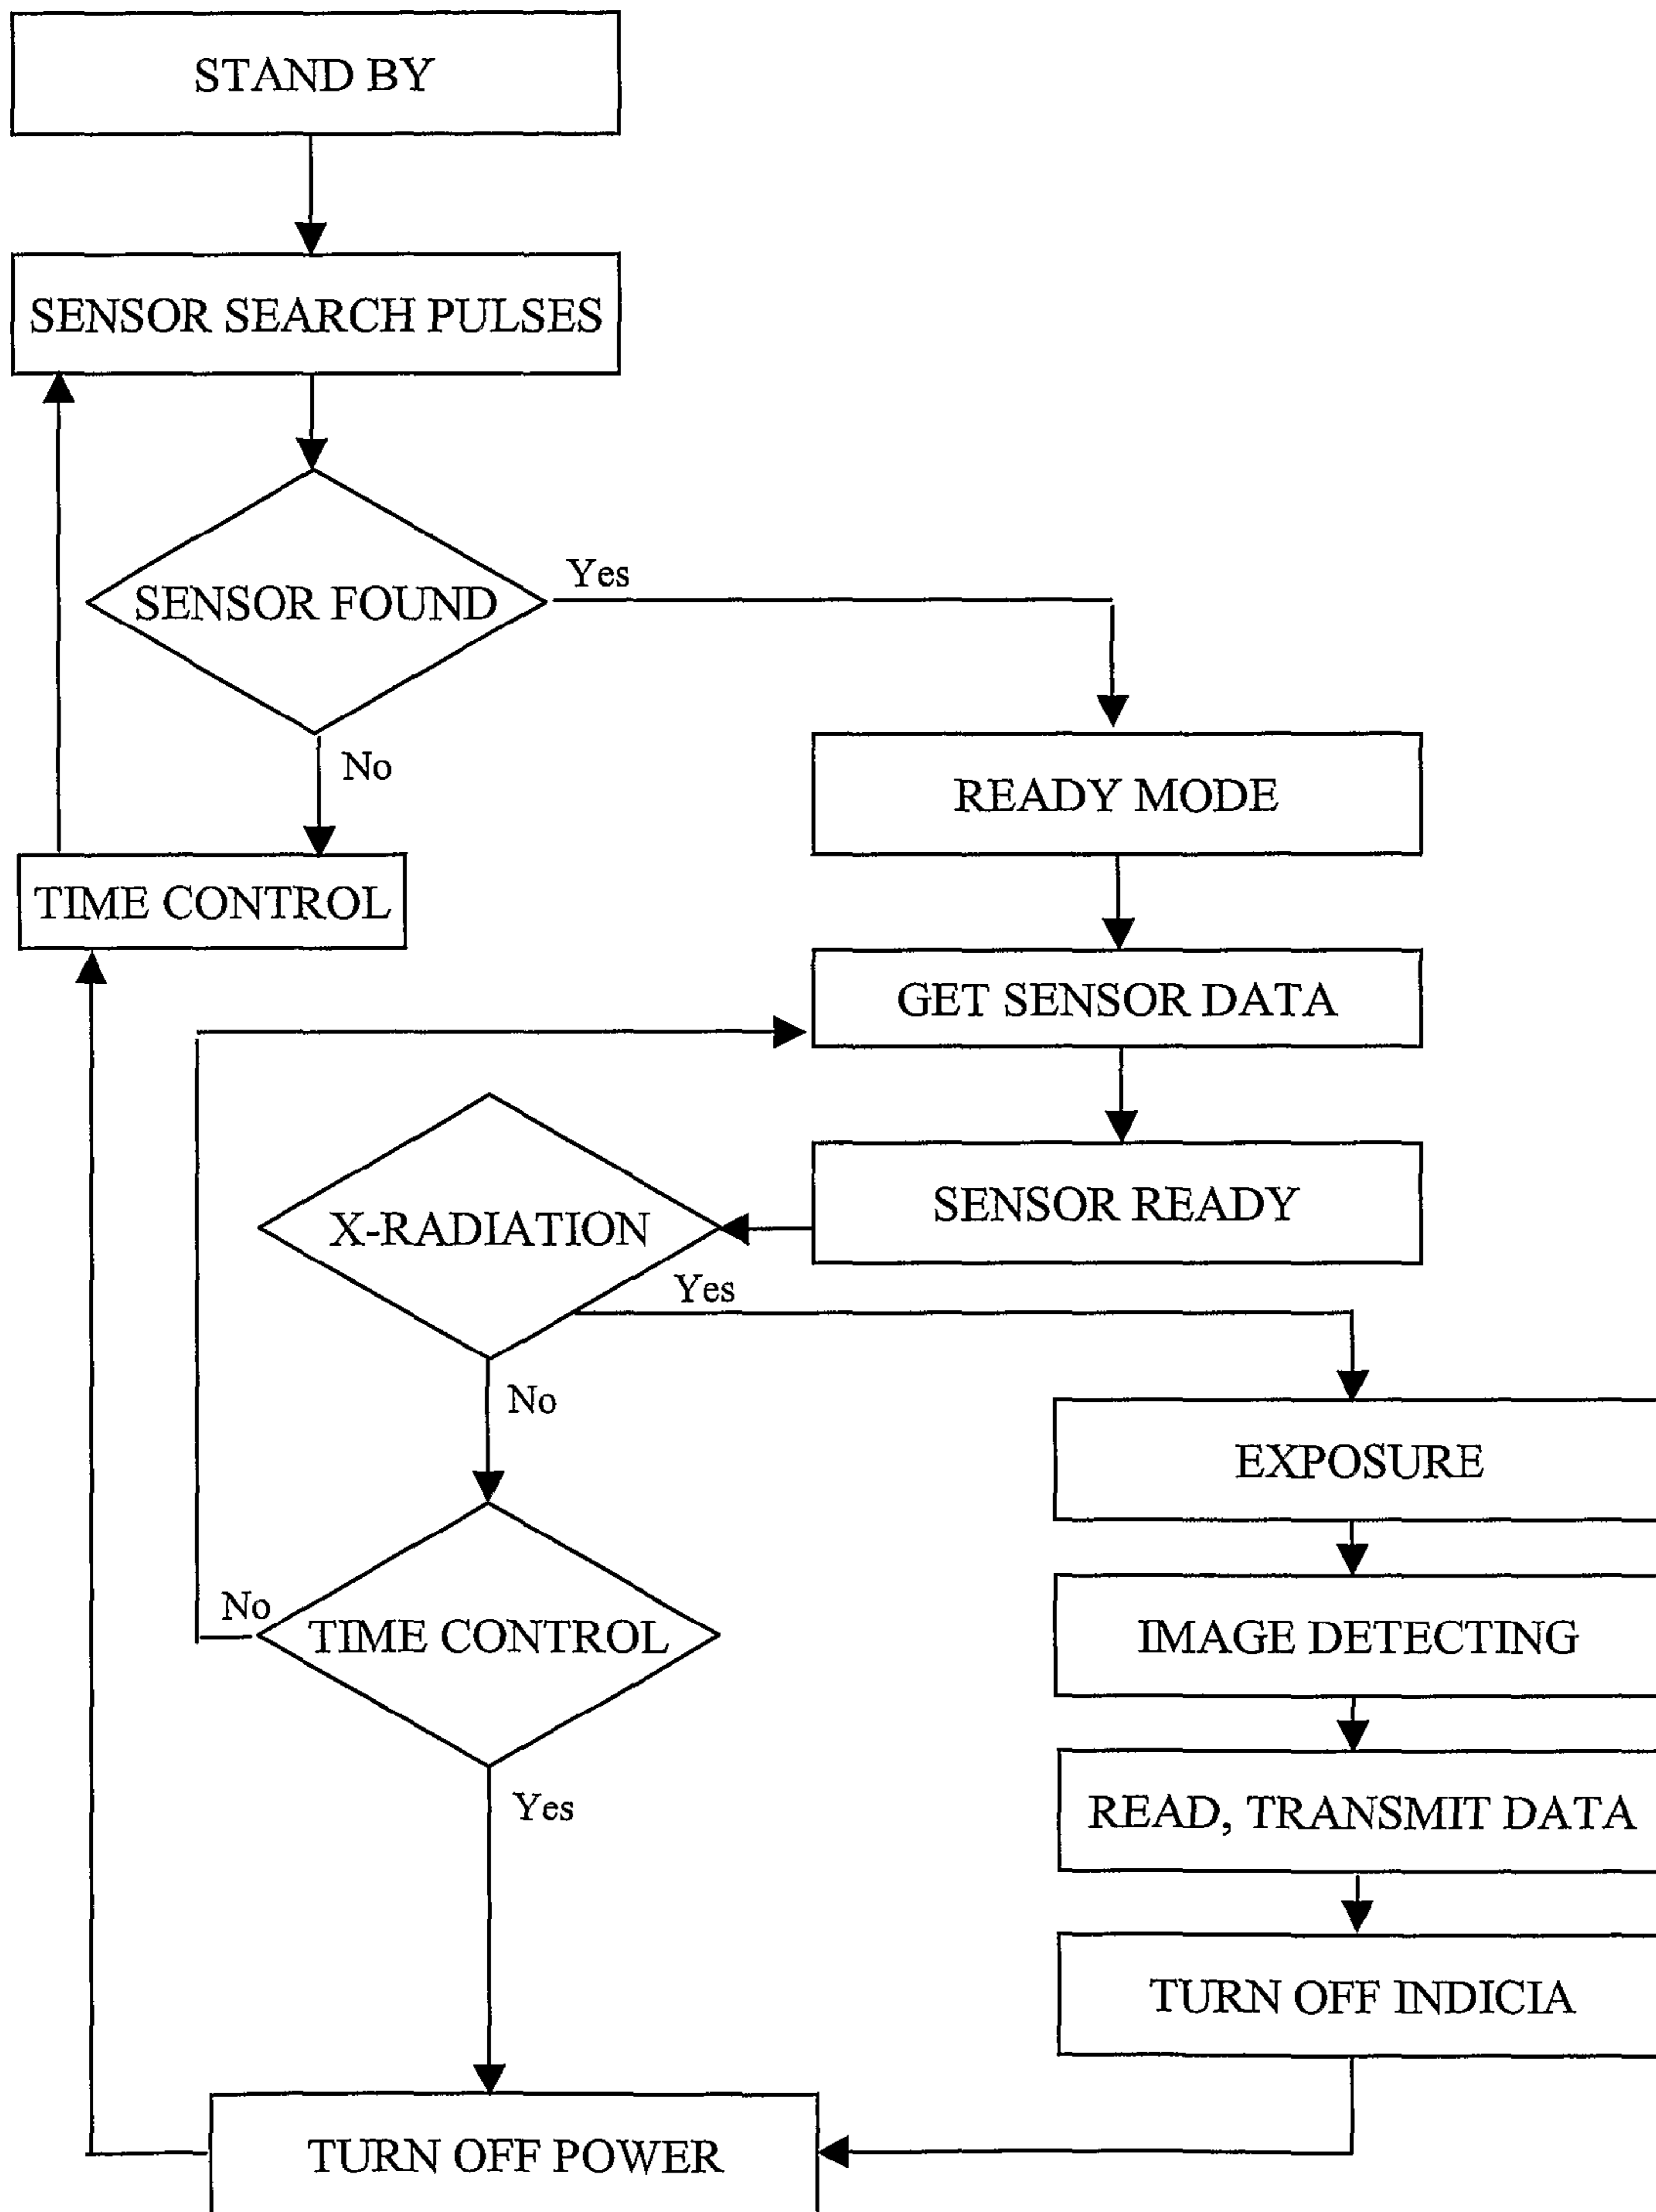 STAND BY
SENSOR SEARCH PULSES
SENSOR FOUND
Yes
No
READY MODE
TIME CONTROL
GET SENSOR DATA
SENSOR READY
X-RADIATION
Yes
No
EXPOSURE
No
TIME CONTROL
IMAGE DETECTING
Yes
READ, TRANSMIT DATA
TURN OFF INDICIA
TURN OFF POWER